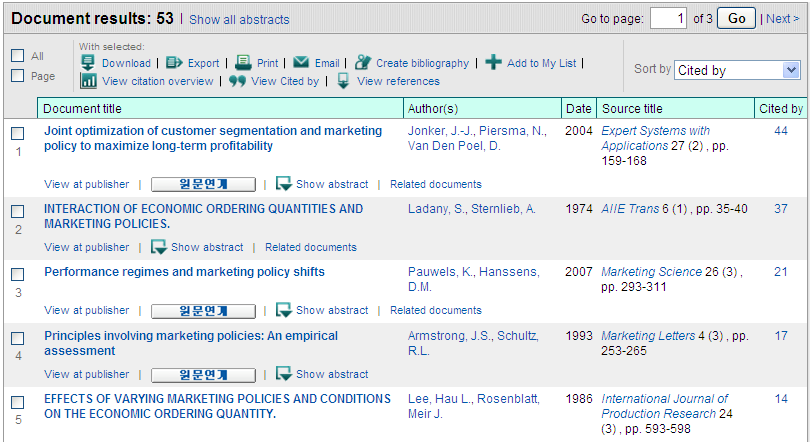 Document results: 53 | Show all abstracts Go to page: 1 of 3 Go | Next >
With selected:
All Download | Export | Print | Email | Create bibliography | Add to My List |
Page View citation overview | View Cited by | View references
Sort by Cited by
Document title Author(s) Date Source title Cited by
Joint optimization of customer segmentation and marketing Jonker, J.-J., Piersma, N., 2004 Expert Systems with 44
policy to maximize long-term profitability Van Den Poel, D. Applications 27 (2) , pp.
1 159-168
View at publisher | 원문연계 | Show abstract | Related documents
INTERACTION OF ECONOMIC ORDERING QUANTITIES AND Ladany, S., Sternlieb, A. 1974 AIIE Trans 6 (1) , pp. 35-40 37
2 MARKETING POLICIES.
View at publisher | Show abstract | Related documents
Performance regimes and marketing policy shifts Pauwels, K., Hanssens, 2007 Marketing Science 26 (3) , 21
3 D.M. pp. 293-311
View at publisher | 원문연계 | Show abstract | Related documents
Principles involving marketing policies: An empirical Armstrong, J.S., Schultz, 1993 Marketing Letters 4 (3) , pp. 17
4 assessment R.L. 253-265
View at publisher | 원문연계 | Show abstract
EFFECTS OF VARYING MARKETING POLICIES AND CONDITIONS Lee, Hau L., Rosenblatt, 1986 International Journal of 14
ON THE ECONOMIC ORDERING QUANTITY. Meir J. Production Research 24
5 (3) , pp. 593-598